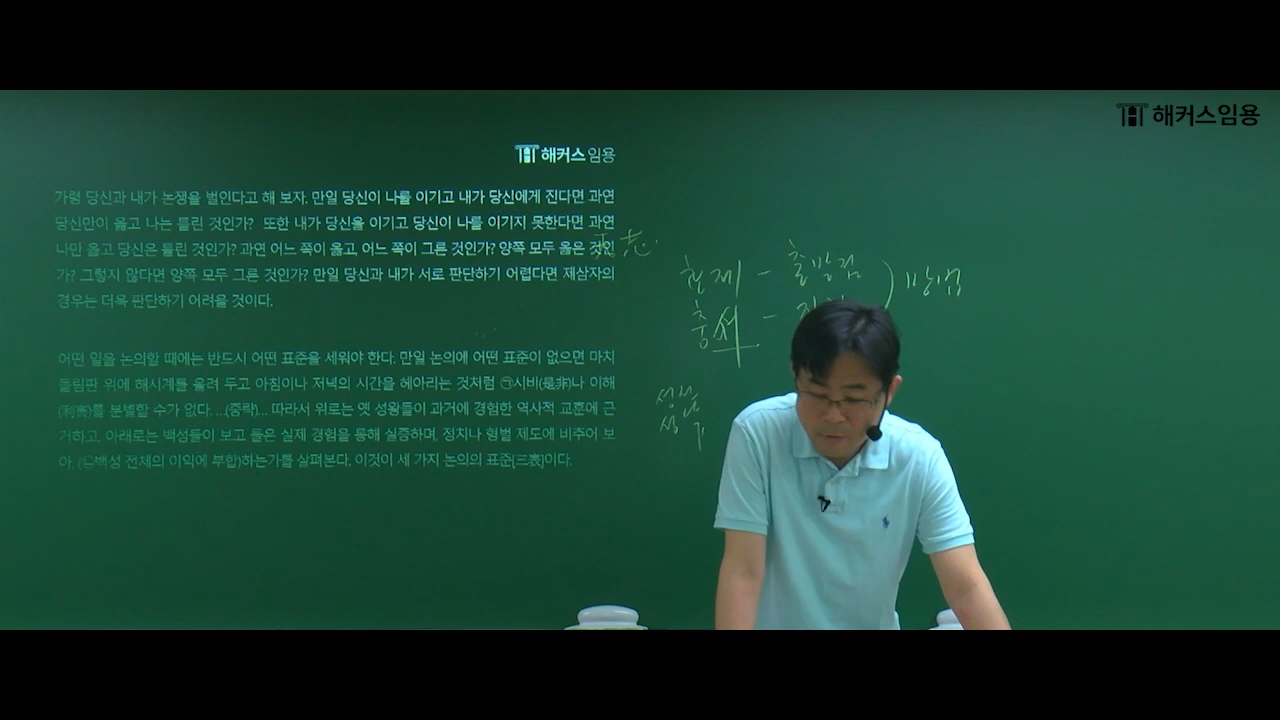 해커스임용
해커스 임용
가령 당신과 내가 논쟁을 벌인다고 해 보자. 만일 당신이 나를 이기고 내가 당신에게 진다면 과연
당신만이 옳고 나는 틀린 것인가? 또한 내가 당신을 이기고 당신이 나를 이기지 못한다면 과연
나만 옳고 당신은 틀린 것인가? 과연 어느 쪽이 옳고, 어느 쪽이 그른 것인가? 양쪽 모두 옳은 것인
가? 그렇지 않다면 양쪽 모두 그른 것인가? 만일 당신과 내가 서로 판단하기 어렵다면 제삼자의
경우는 더욱 판단하기 어려울 것이다.
어떤 일을 논의할 때에는 반드시 어떤 표준을 세워야 한다. 만일 논의에 어떤 표준이 없으면 마치
돌림판 위에 해시계를 올려 두고 아침이나 저녁의 시간을 헤아리는 것처럼 ㉠시비(是非)나 이해
(利害)를 분별할 수가 없다. …(중략)… 따라서 위로는 옛 성왕들이 과거에 경험한 역사적 교훈에 근
거하고, 아래로는 백성들이 보고 들은 실제 경험을 통해 실증하며, 정치나 형벌 제도에 비추어 보
아, (㉡백성 전체의 이익에 부합)하는가를 살펴본다. 이것이 세 가지 논의의 표준[三表]이다.
효제 - 출발점
충서 -
방법